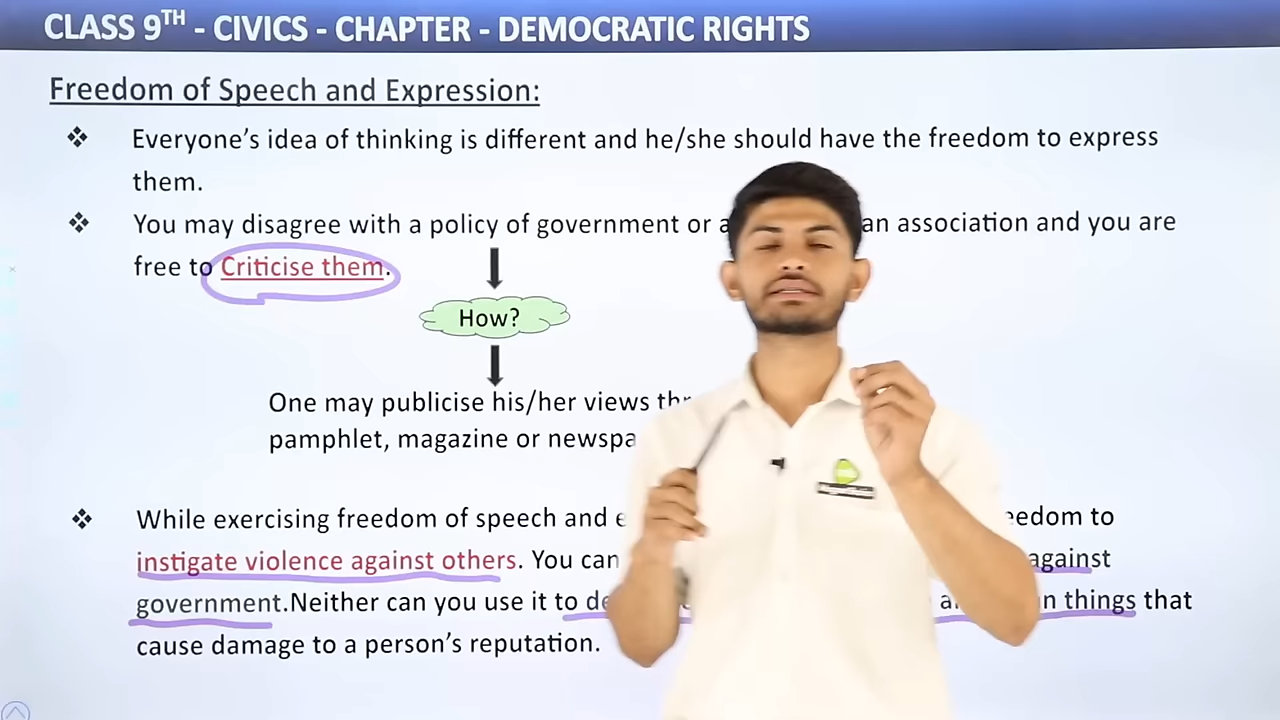 CLASS 9TH - CIVICS - CHAPTER - DEMOCRATIC RIGHTS
Freedom of Speech and Expression:
❖ Everyone's idea of thinking is different and he/she should have the freedom to express
them.
❖ You may disagree with a policy of government or an association and you are
free to Criticise them.
How?
One may publicise his/her views
pamphlet, magazine or
❖ While exercising freedom of speech and to
instigate violence against others. You can against
government.Neither can you use it to things that
cause damage to a person's reputation.